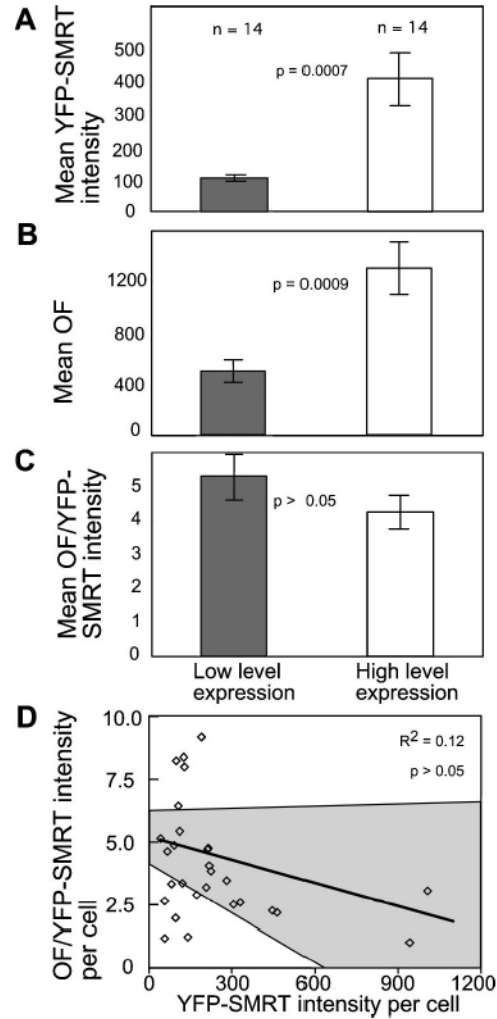 A
n = 14
n = 14
p = 0.0007
Mean YFP-SMRT
intensity
500
400
300
200
100
0
B
p = 0.0009
Mean OF
1200
800
400
0
C
p > 0.05
Mean OF/YFP-
SMRT intensity
5
4
3
2
1
0
Low level
expression
High level
expression
D
R2 = 0.12
p > 0.05
OF/YFP-SMRT intensity
per cell
10.0
7.5
5.0
2.5
0
0 300 600 900 1200
YFP-SMRT intensity per cell